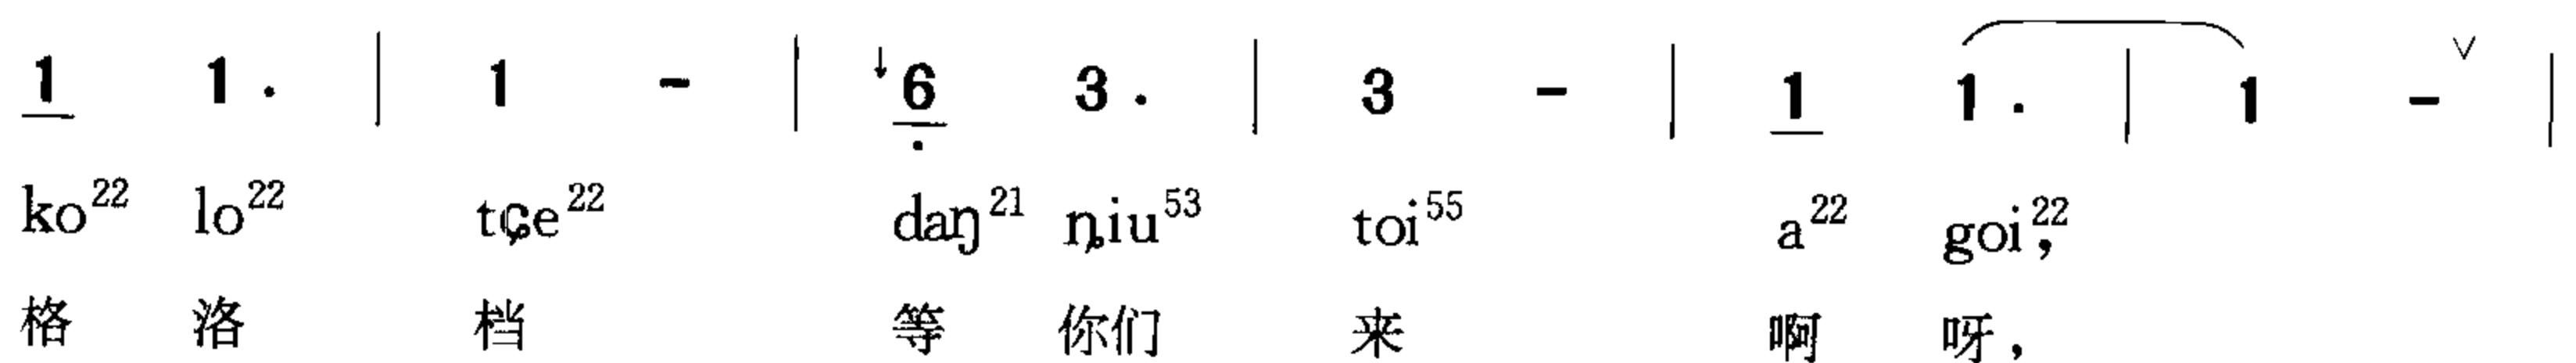 1 1. | 1 - | ↓6̣ 3. | 3 - | 1 1. | 1 - ∨ |
ko²² lo²² tɕe²² daŋ²¹ ȵiu⁵³ toi⁵⁵ a²² goi²²,
格 洛 档 等 你们 来 啊 呀，